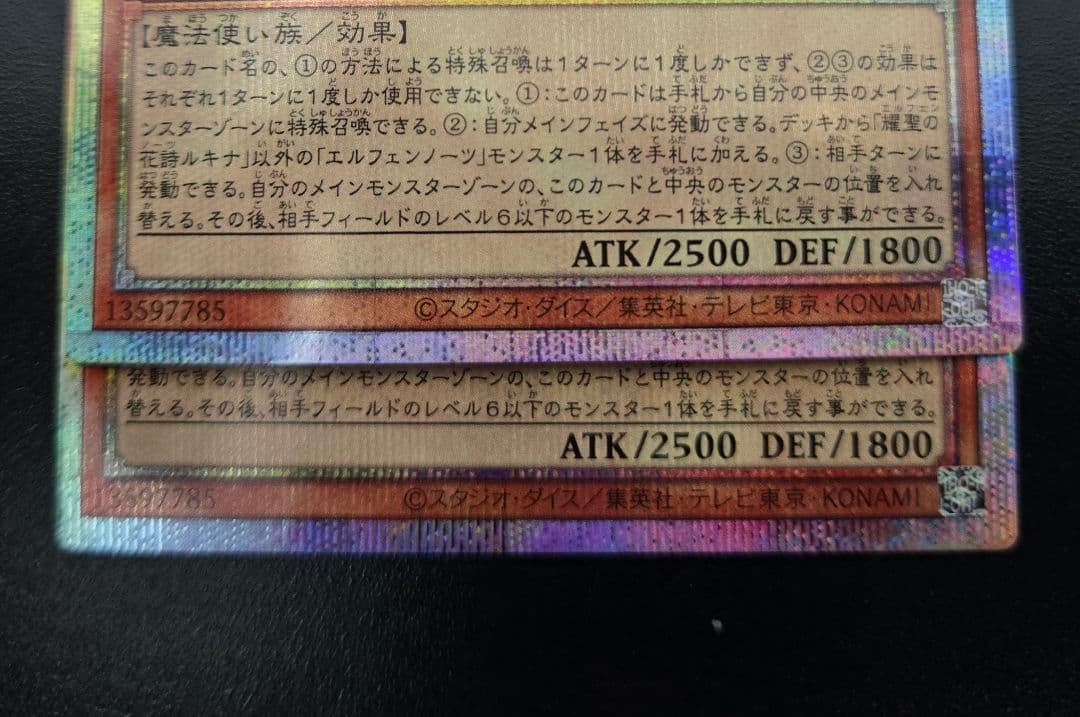 【魔法使い族／効果】
このカード名の、①の方法による特殊召喚は1ターンに1度しかできず、②③の効果は
それぞれ1ターンに1度しか使用できない。①：このカードは手札から自分の中央のメインモ
ンスターゾーンに特殊召喚できる。②：自分メインフェイズに発動できる。デッキから「耀聖の
花詩ルキナ」以外の「エルフェンノーツ」モンスター1体を手札に加える。③：相手ターンに
発動できる。自分のメインモンスターゾーンの、このカードと中央のモンスターの位置を入れ
替える。その後、相手フィールドのレベル6以下のモンスター1体を手札に戻す事ができる。
ATK/2500 DEF/1800
13597785 ©スタジオ・ダイス／集英社・テレビ東京・KONAMI
発動できる。自分のメインモンスターゾーンの、このカードと中央のモンスターの位置を入れ
替える。その後、相手フィールドのレベル6以下のモンスター1体を手札に戻す事ができる。
ATK/2500 DEF/1800
13597785 ©スタジオ・ダイス／集英社・テレビ東京・KONAMI